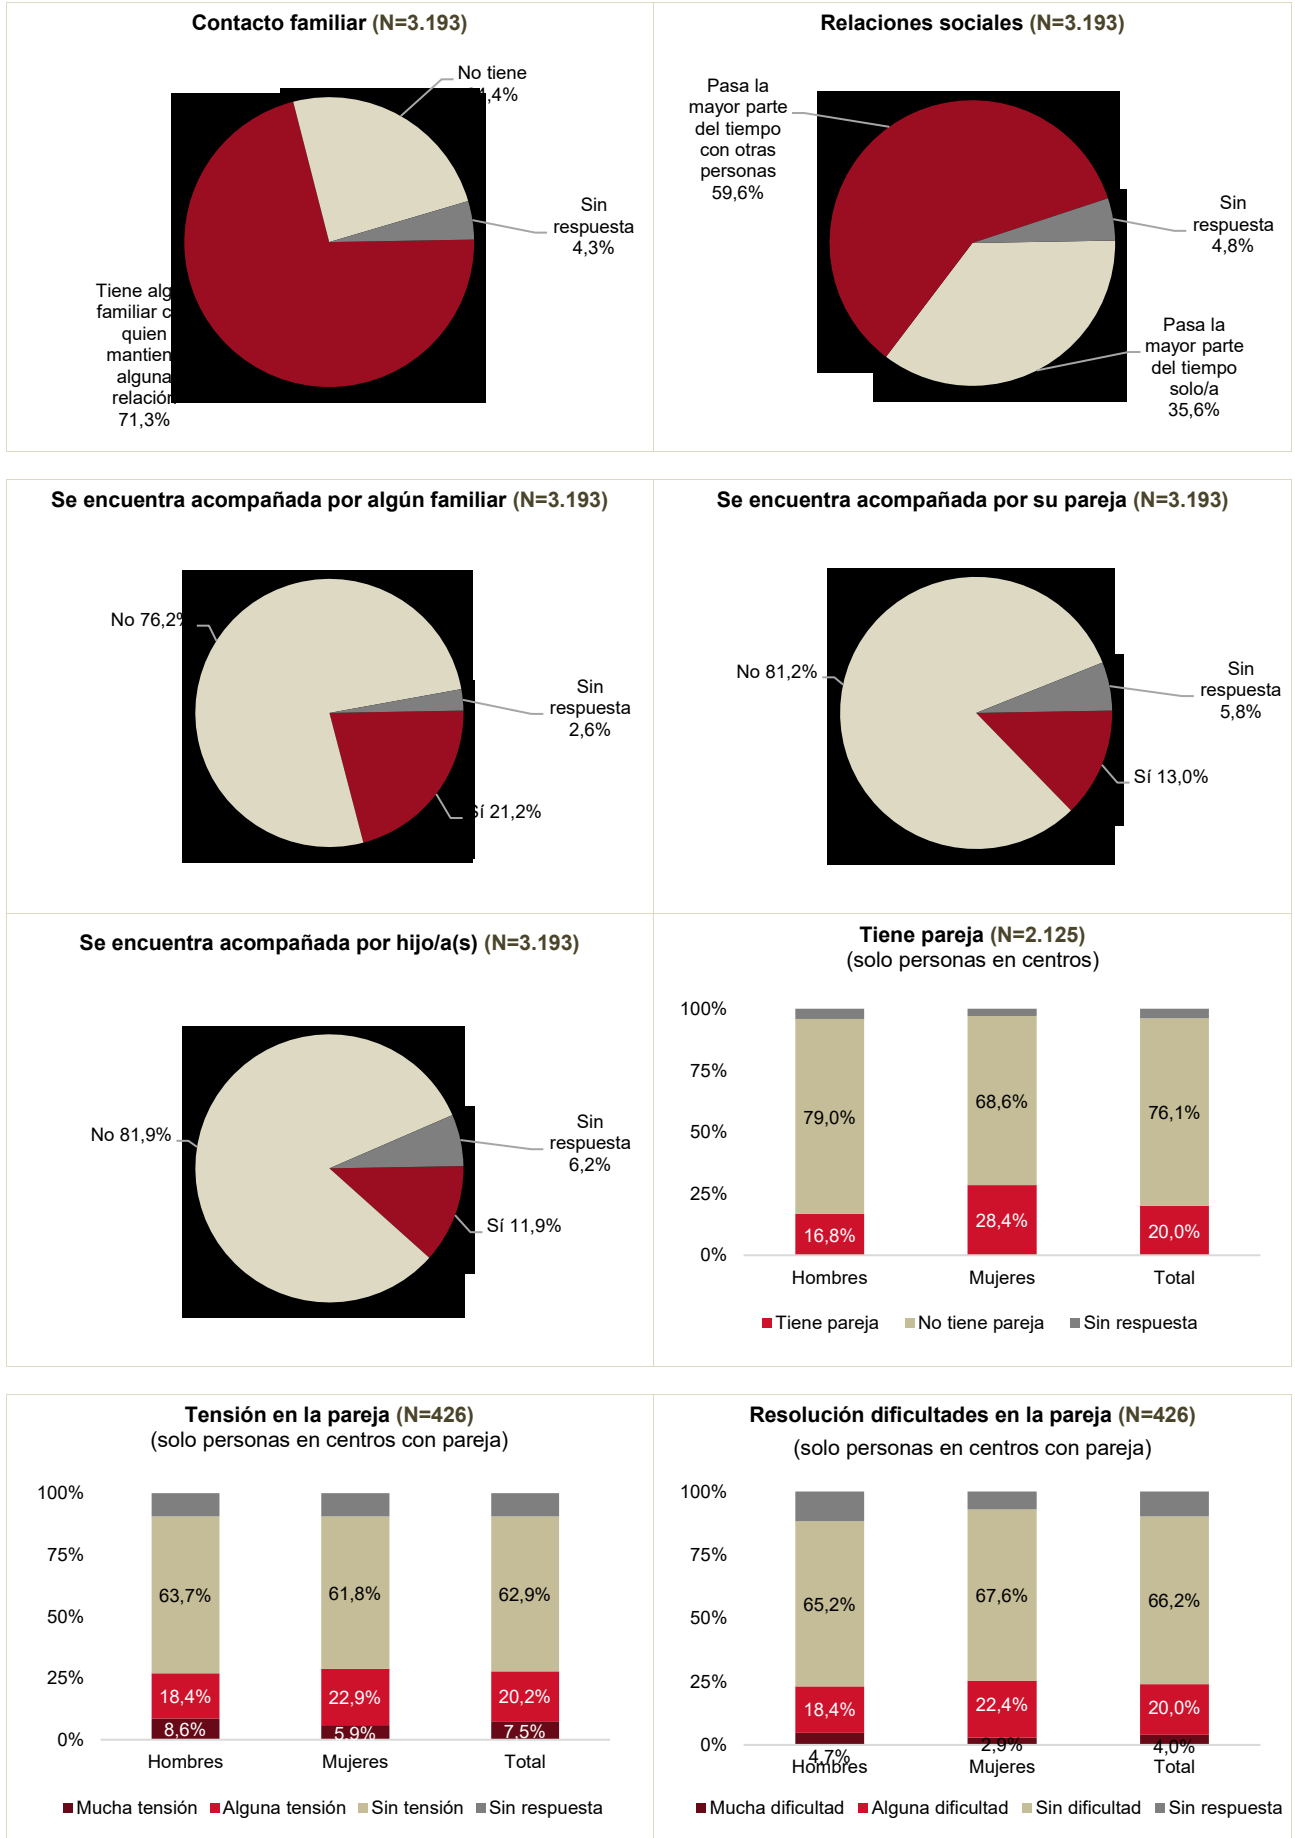 Contacto familiar (N=3.193)
No tiene
4,4%
Sin
respuesta
4,3%
Tiene alg
familiar c
quien
mantien
alguna
relación
71,3%
Relaciones sociales (N=3.193)
Pasa la
mayor parte
del tiempo
con otras
personas
59,6%
Sin
respuesta
4,8%
Pasa la
mayor parte
del tiempo
solo/a
35,6%
Se encuentra acompañada por algún familiar (N=3.193)
No 76,2%
Sin
respuesta
2,6%
Sí 21,2%
Se encuentra acompañada por su pareja (N=3.193)
No 81,2%
Sin
respuesta
5,8%
Sí 13,0%
Se encuentra acompañada por hijo/a(s) (N=3.193)
No 81,9%
Sin
respuesta
6,2%
Sí 11,9%
Tiene pareja (N=2.125)
(solo personas en centros)
100%
75%
50%
25%
0%
79,0%
68,6%
76,1%
16,8%
28,4%
20,0%
Hombres Mujeres Total
Tiene pareja No tiene pareja Sin respuesta
Tensión en la pareja (N=426)
(solo personas en centros con pareja)
100%
75%
50%
25%
0%
63,7% 61,8% 62,9%
18,4% 22,9% 20,2%
8,6% 5,9% 7,5%
Hombres Mujeres Total
Mucha tensión Alguna tensión Sin tensión Sin respuesta
Resolución dificultades en la pareja (N=426)
(solo personas en centros con pareja)
100%
75%
50%
25%
0%
65,2% 67,6% 66,2%
18,4% 22,4% 20,0%
4,7% 2,9% 4,0%
Hombres Mujeres Total
Mucha dificultad Alguna dificultad Sin dificultad Sin respuesta